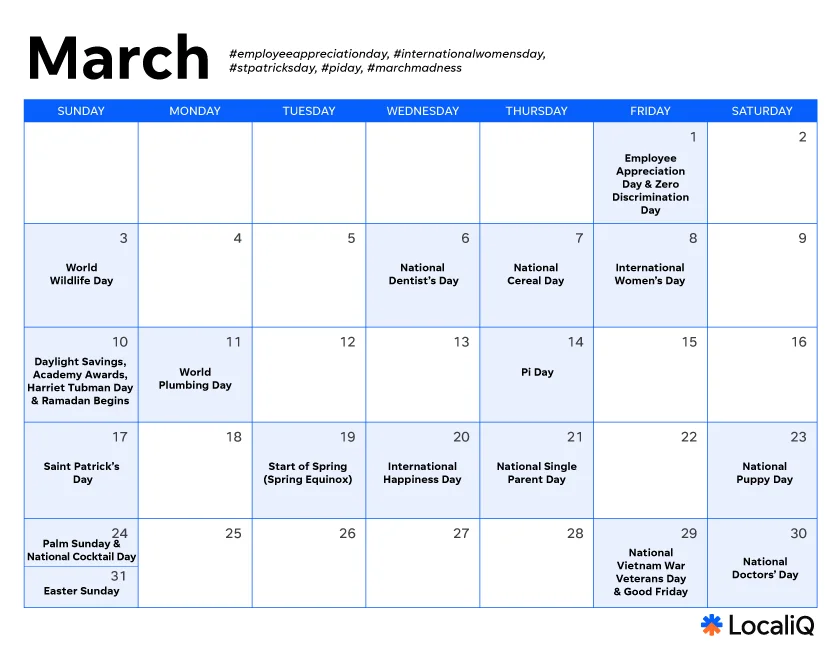 March
#employeeappreciationday, #internationalwomensday,
#stpatricksday, #piday, #marchmadness
SUNDAY MONDAY TUESDAY WEDNESDAY THURSDAY FRIDAY SATURDAY
1
Employee
Appreciation
Day & Zero
Discrimination
Day
2
3
World
Wildlife Day
4
5
6
National
Dentist's Day
7
National
Cereal Day
8
International
Women's Day
9
10
Daylight Savings,
Academy Awards,
Harriet Tubman Day
& Ramadan Begins
11
World
Plumbing Day
12
13
14
Pi Day
15
16
17
Saint Patrick's
Day
18
19
Start of Spring
(Spring Equinox)
20
International
Happiness Day
21
National Single
Parent Day
22
23
National
Puppy Day
24
Palm Sunday &
National Cocktail Day
25
26
27
28
29
National
Vietnam War
Veterans Day
& Good Friday
30
National
Doctors' Day
31
Easter Sunday
LocaliQ